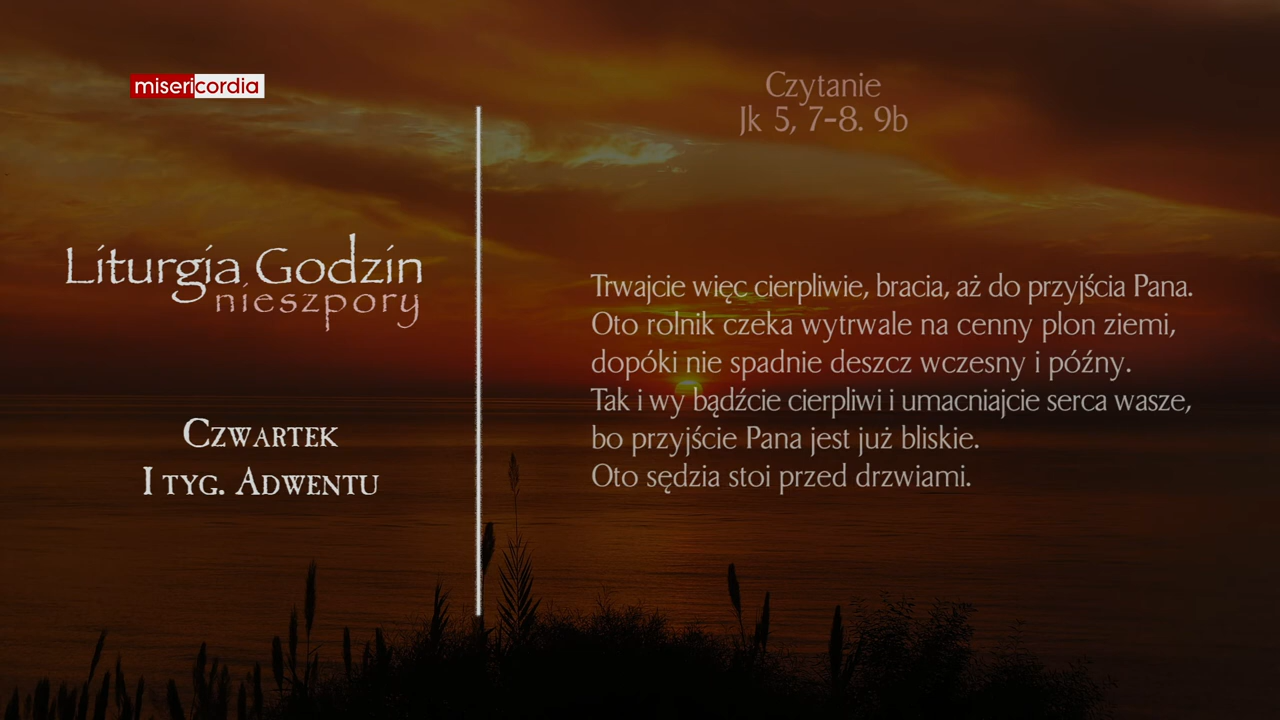 misericordia
Liturgia Godzin
nieszpory
Czwartek
I tyg. Adwentu
Czytanie
Jk 5, 7-8. 9b
Trwajcie więc cierpliwie, bracia, aż do przyjścia Pana.
Oto rolnik czeka wytrwale na cenny plon ziemi,
dopóki nie spadnie deszcz wczesny i późny.
Tak i wy bądźcie cierpliwi i umacniajcie serca wasze,
bo przyjście Pana jest już bliskie.
Oto sędzia stoi przed drzwiami.